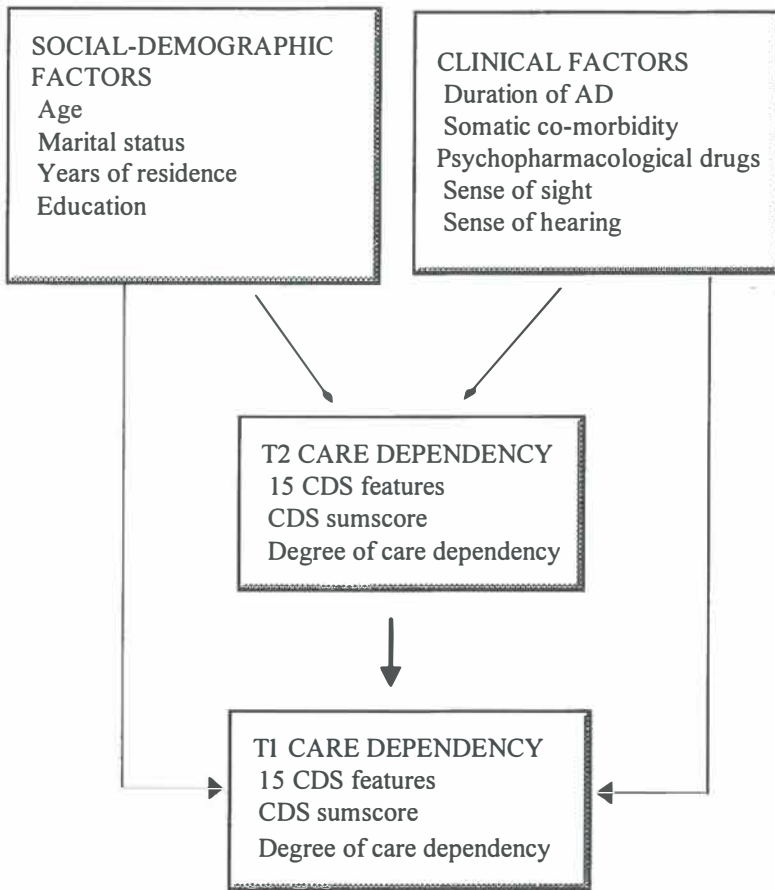 SOCIAL-DEMOGRAPHIC
FACTORS
Age
Marital status
Years of residence
Education
CLINICAL FACTORS
Duration of AD
Somatic co-morbidity
Psychopharmacological drugs
Sense of sight
Sense of hearing
T2 CARE DEPENDENCY
15 CDS features
CDS sumscore
Degree of care dependency
T1 CARE DEPENDENCY
15 CDS features
CDS sumscore
Degree of care dependency